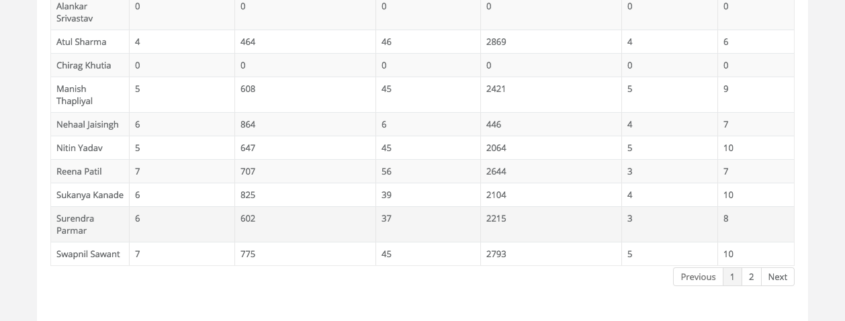 Alankar 0 0 0 0 0 0
Srivastav
Atul Sharma 4 464 46 2869 4 6
Chirag Khutia 0 0 0 0 0 0
Manish 5 608 45 2421 5 9
Thapliyal
Nehaal Jaisingh 6 864 6 446 4 7
Nitin Yadav 5 647 45 2064 5 10
Reena Patil 7 707 56 2644 3 7
Sukanya Kanade 6 825 39 2104 4 10
Surendra 6 602 37 2215 3 8
Parmar
Swapnil Sawant 7 775 45 2793 5 10
Previous 1 2 Next